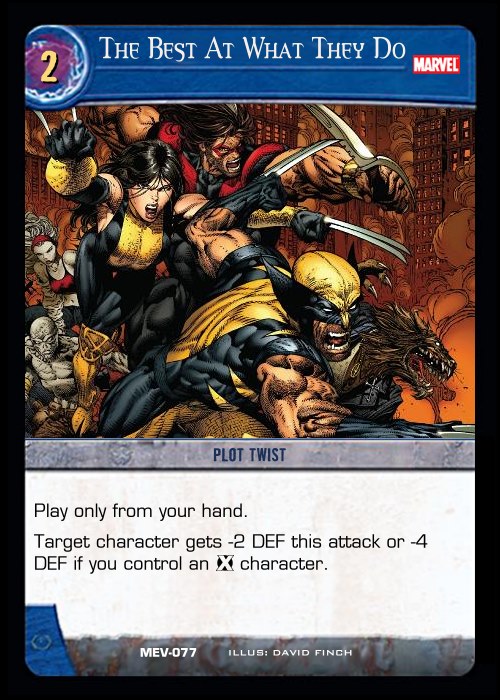 2
The Best At What They Do
MARVEL
PLOT TWIST
Play only from your hand.
Target character gets -2 DEF this attack or -4
DEF if you control an X character.
MEV-077 ILLUS: DAVID FINCH